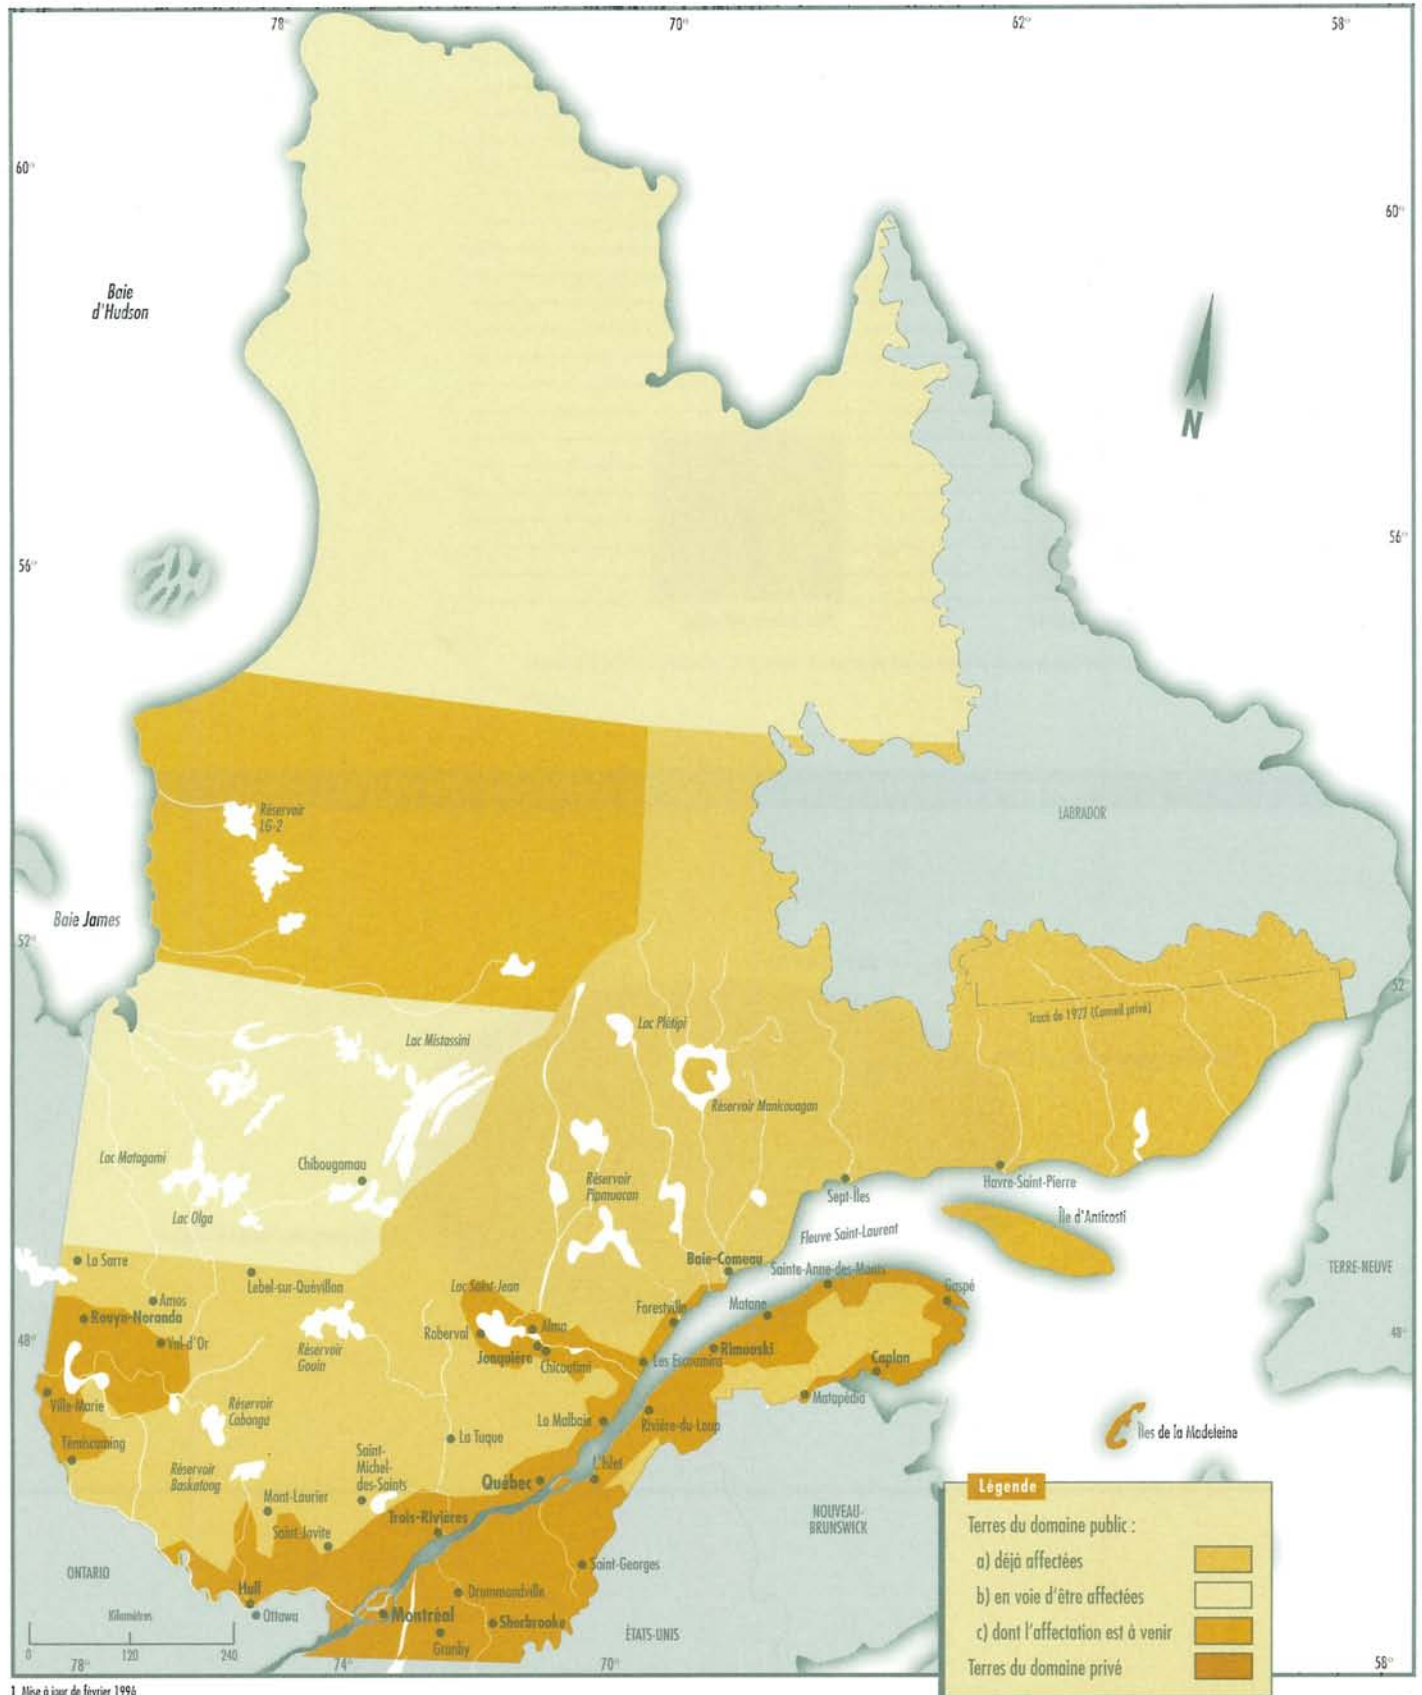 78°
70°
62°
58°
60°
60°
Baie
d'Hudson
N
56°
56°
Réservoir
LG-2
LABRADOR
Baie James
52°
52°
Tracé de 1927 (Conseil privé)
Lac Plétipi
Lac Mistassini
Réservoir Manicouagan
Lac Matagami
Chibougamau
Havre-Saint-Pierre
Réservoir
Pipmuacan
Sept-Îles
Lac Olga
Île d'Anticosti
Fleuve Saint-Laurent
La Sarre
Baie-Comeau
Sainte-Anne-des-Monts
TERRE-NEUVE
Lebel-sur-Quévillon
Lac Saint-Jean
Gaspé
Amos
Forestville
Matane
Rouyn-Noranda
Alma
48°
48°
Val-d'Or
Roberval
Réservoir
Gouin
Jonquière
Chicoutimi
Les Escoumins
Rimouski
Caplan
Ville-Marie
Réservoir
Cabonga
Matapédia
La Malbaie
Rivière-du-Loup
Îles de la Madeleine
Témiscaming
La Tuque
Saint-
Michel-
des-Saints
L'Islet
Réservoir
Baskatong
Québec
Mont-Laurier
Légende
Trois-Rivières
NOUVEAU-
BRUNSWICK
Saint-Jovite
Terres du domaine public :
a) déjà affectées
b) en voie d'être affectées
c) dont l'affectation est à venir
Terres du domaine privé
Saint-Georges
ONTARIO
Hull
Drummondville
Kilomètres
Ottawa
Montréal
Sherbrooke
ÉTATS-UNIS
Granby
0 120 240
78°
74°
70°
58°
1 Mise à jour de février 1996